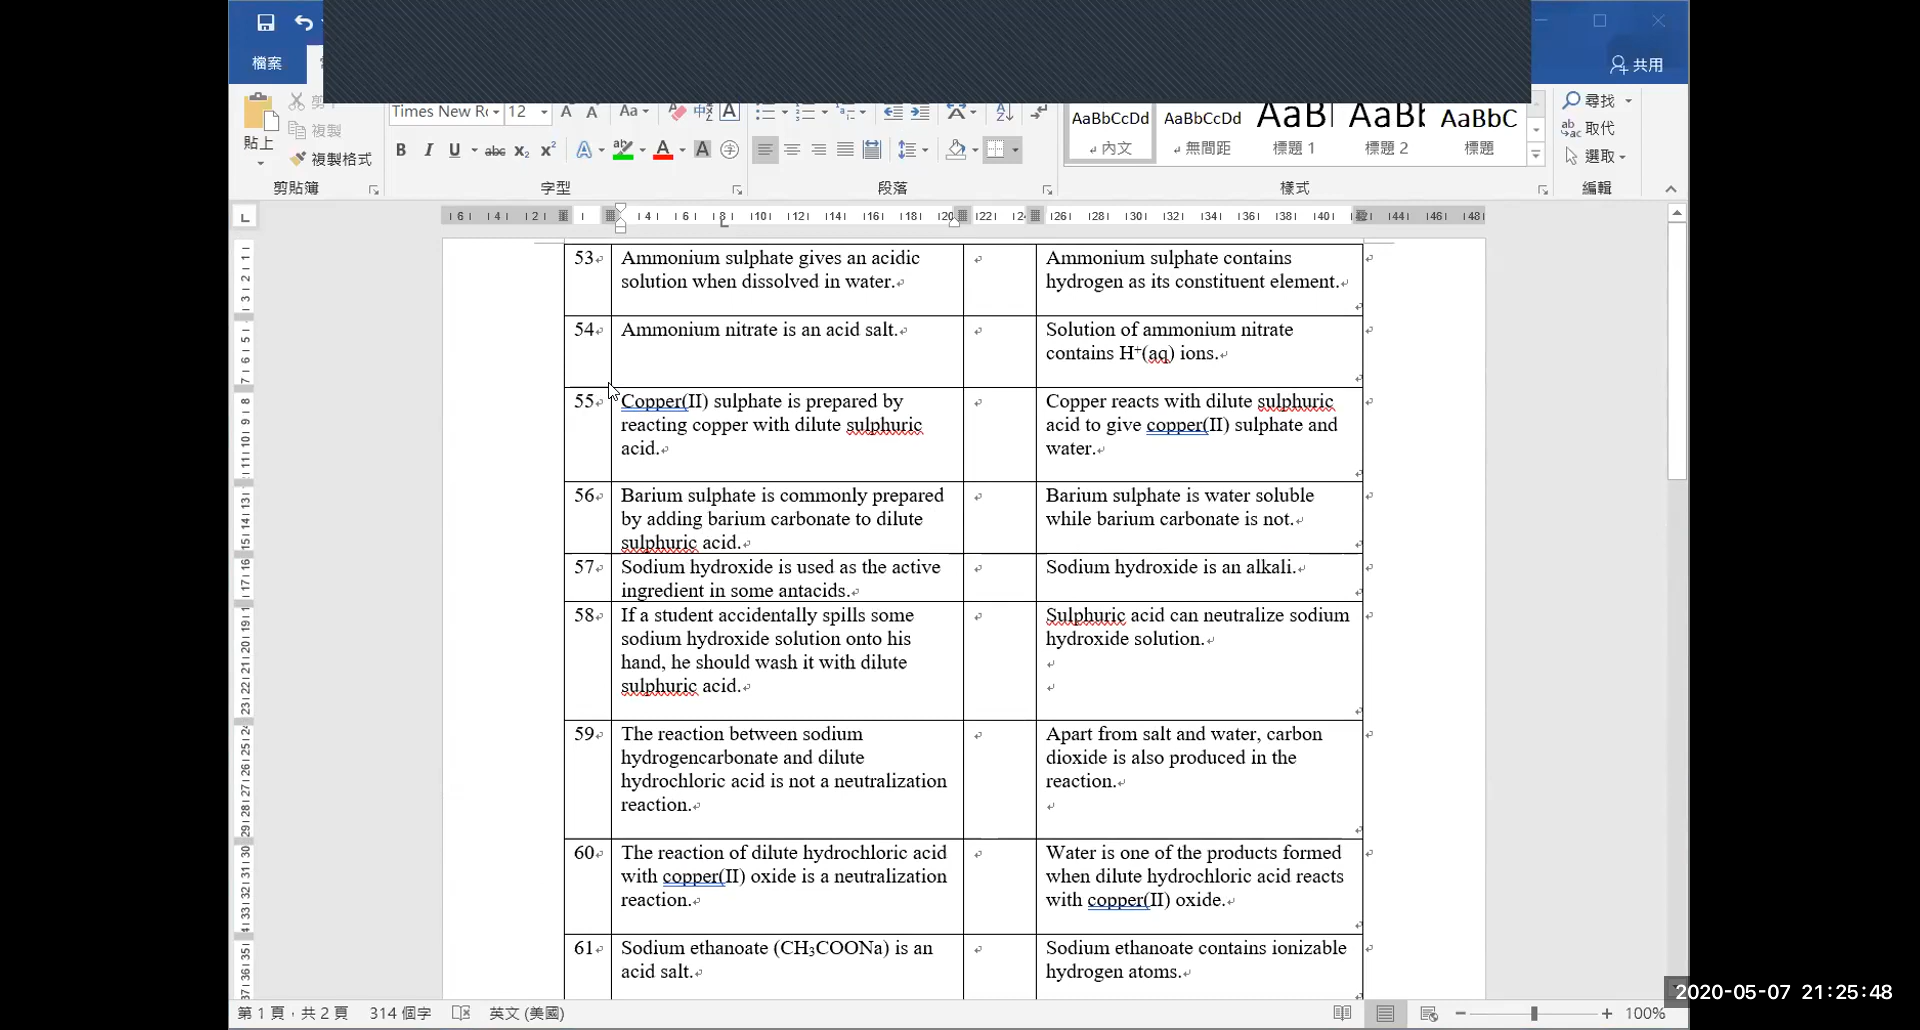 檔案
共用
貼上
複製
複製格式
剪貼簿
Times New Ro
12
Aa
B I U abc x₂ x²
字型
段落
AaBbCcDd
內文
AaBbCcDd
無間距
AaB
標題 1
AaBb
標題 2
AaBbC
標題
樣式
尋找
取代
選取
編輯
53
Ammonium sulphate gives an acidic
solution when dissolved in water.
Ammonium sulphate contains
hydrogen as its constituent element.
54
Ammonium nitrate is an acid salt.
Solution of ammonium nitrate
contains H⁺(aq) ions.
55
Copper(II) sulphate is prepared by
reacting copper with dilute sulphuric
acid.
Copper reacts with dilute sulphuric
acid to give copper(II) sulphate and
water.
56
Barium sulphate is commonly prepared
by adding barium carbonate to dilute
sulphuric acid.
Barium sulphate is water soluble
while barium carbonate is not.
57
Sodium hydroxide is used as the active
ingredient in some antacids.
Sodium hydroxide is an alkali.
58
If a student accidentally spills some
sodium hydroxide solution onto his
hand, he should wash it with dilute
sulphuric acid.
Sulphuric acid can neutralize sodium
hydroxide solution.
59
The reaction between sodium
hydrogencarbonate and dilute
hydrochloric acid is not a neutralization
reaction.
Apart from salt and water, carbon
dioxide is also produced in the
reaction.
60
The reaction of dilute hydrochloric acid
with copper(II) oxide is a neutralization
reaction.
Water is one of the products formed
when dilute hydrochloric acid reacts
with copper(II) oxide.
61
Sodium ethanoate (CH₃COONa) is an
acid salt.
Sodium ethanoate contains ionizable
hydrogen atoms.
第 1 頁，共 2 頁
314 個字
英文 (美國)
100%
2020-05-07 21:25:48